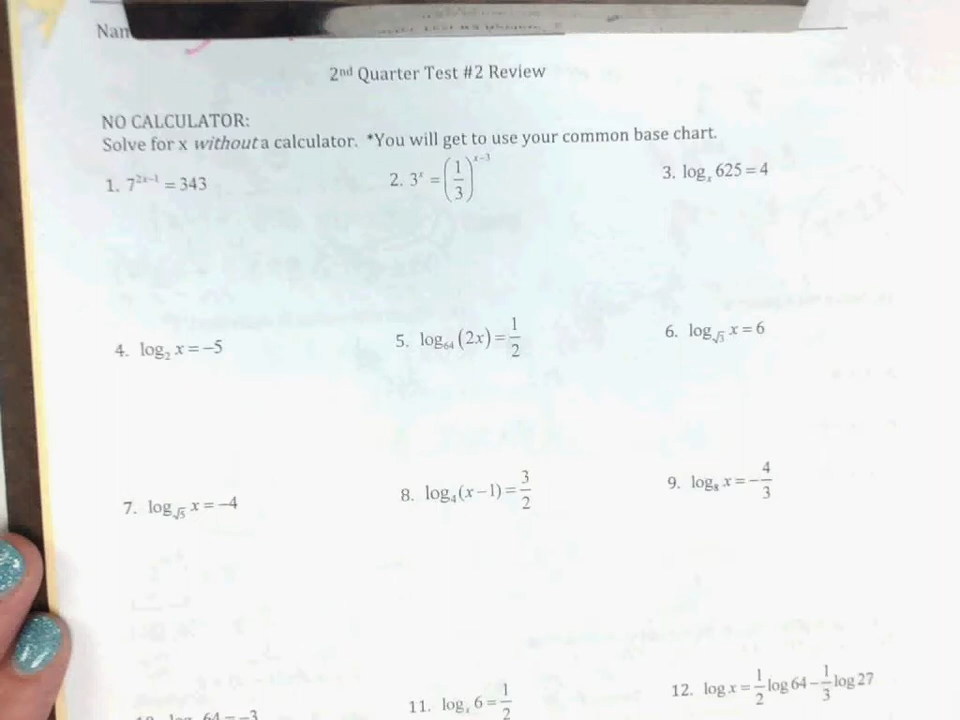 Nam
2nd Quarter Test #2 Review
NO CALCULATOR:
Solve for x without a calculator. *You will get to use your common base chart.
1. 7^(2x-1) = 343 2. 3^x = (1/3)^(x-3) 3. log_x 625 = 4
4. log_2 x = -5 5. log_64 (2x) = 1/2 6. log_√3 x = 6
7. log_√5 x = -4 8. log_4 (x-1) = 3/2 9. log_8 x = -4/3
64 = -3 11. log_x 6 = 1/2 12. log x = 1/2 log 64 - 1/3 log 27